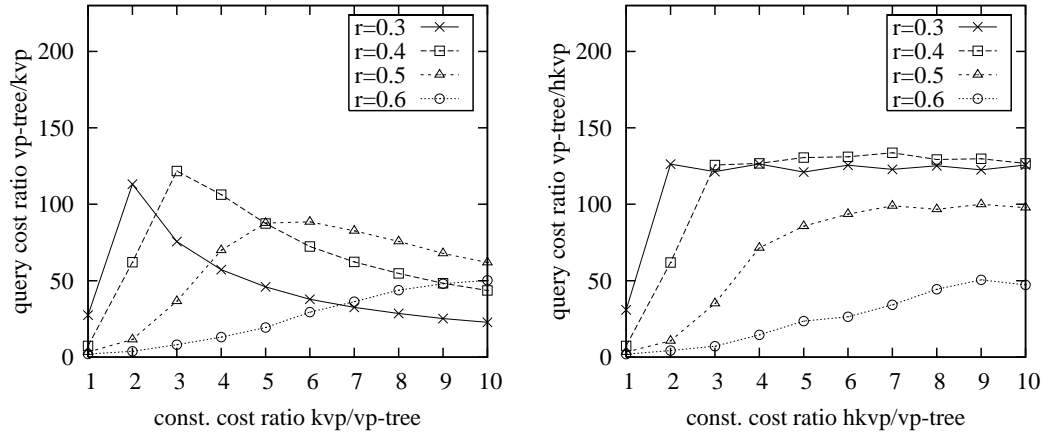 query cost ratio vp-tree/kvp
200
150
100
50
0
r=0.3
r=0.4
r=0.5
r=0.6
1 2 3 4 5 6 7 8 9 10
const. cost ratio kvp/vp-tree
query cost ratio vp-tree/hkvp
200
150
100
50
0
r=0.3
r=0.4
r=0.5
r=0.6
1 2 3 4 5 6 7 8 9 10
const. cost ratio hkvp/vp-tree